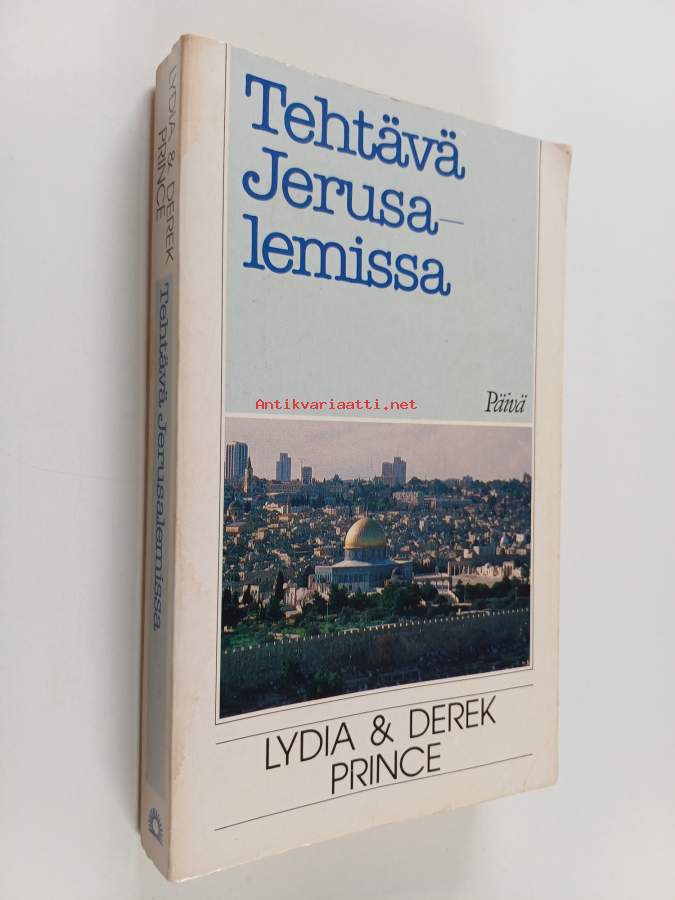 Tehtävä
Jerusa-
lemissa
Päivä
Antikvariaatti.net
LYDIA & DEREK
PRINCE
LYDIA & DEREK
PRINCE
Tehtävä Jerusalemissa